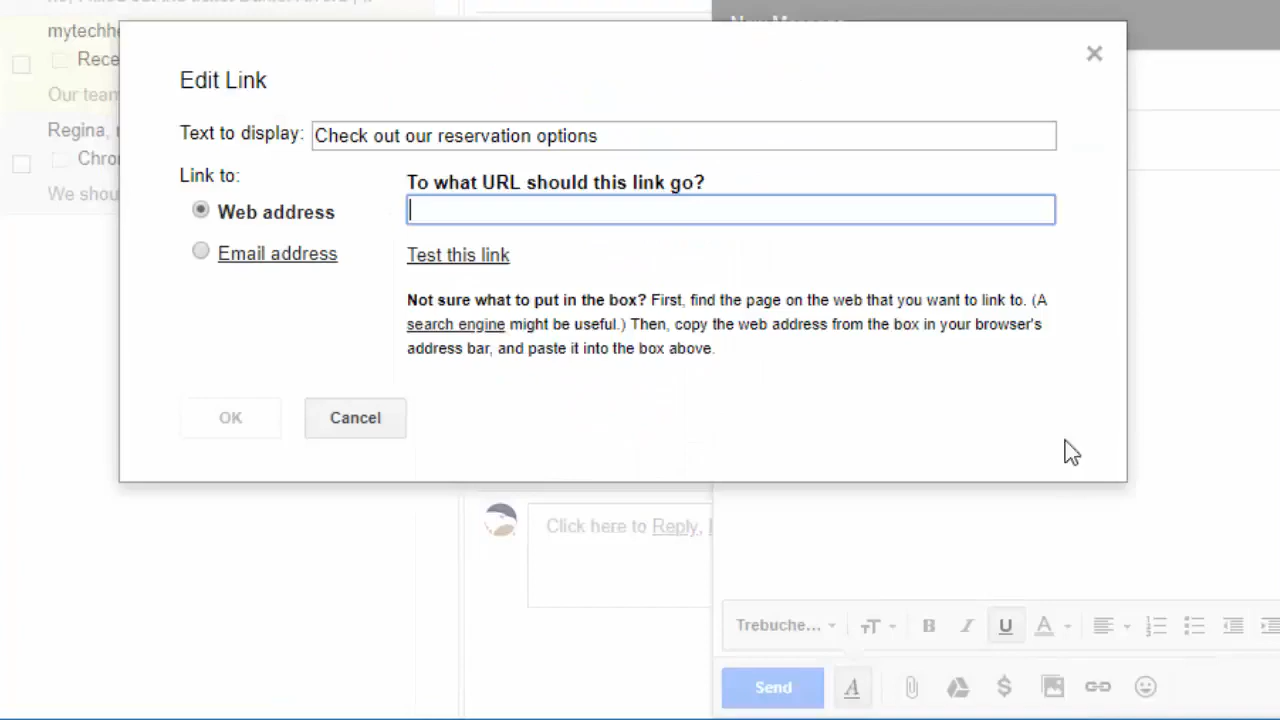 mytechhe
Rece
Our team
Regina,
Chro
We shou
New Message
Edit Link
Text to display: Check out our reservation options
Link to:
Web address
Email address
To what URL should this link go?
Test this link
Not sure what to put in the box? First, find the page on the web that you want to link to. (A
search engine might be useful.) Then, copy the web address from the box in your browser's
address bar, and paste it into the box above.
OK Cancel
Click here to Reply,
Trebuche...
Send